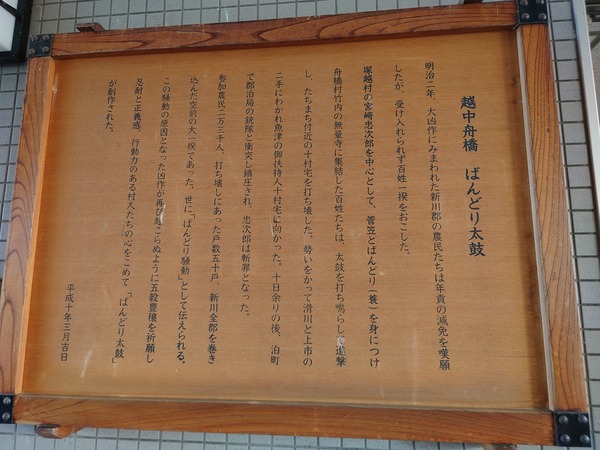 越中舟橋 ばんどり太鼓
明治二年、大凶作にみまわれた新川郡の農民たちは年貢の減免を嘆願
したが、受け入れられず百姓一揆をおこした。
塚越村の宮崎忠次郎を中心として、菅笠とばんどり(蓑)を身につけ
舟橋村竹内の無量寺に集結した百姓たちは、太鼓を打ち鳴らして進撃
し、たちまち付近の十村宅を打ち壊した。勢いをかって滑川と上市の
二手にわかれ魚津の御扶持人十村宅に向かった。十日余りの後、泊町
で郡治局の銃隊と衝突し鎮圧され、忠次郎は斬罪となった。
参加農民二万三千人、打ち壊しにあった戸数五十戸、新川全郡を巻き
込んだ空前の大一揆であった。世に「ばんどり騒動」として伝えられる。
この騒動の原因となった凶作が再び起こらぬように五穀豊穣を祈願し
忍耐と正義感、行動力のある村人たちの心をこめて「ばんどり太鼓」
が創作された。
平成十年三月吉日